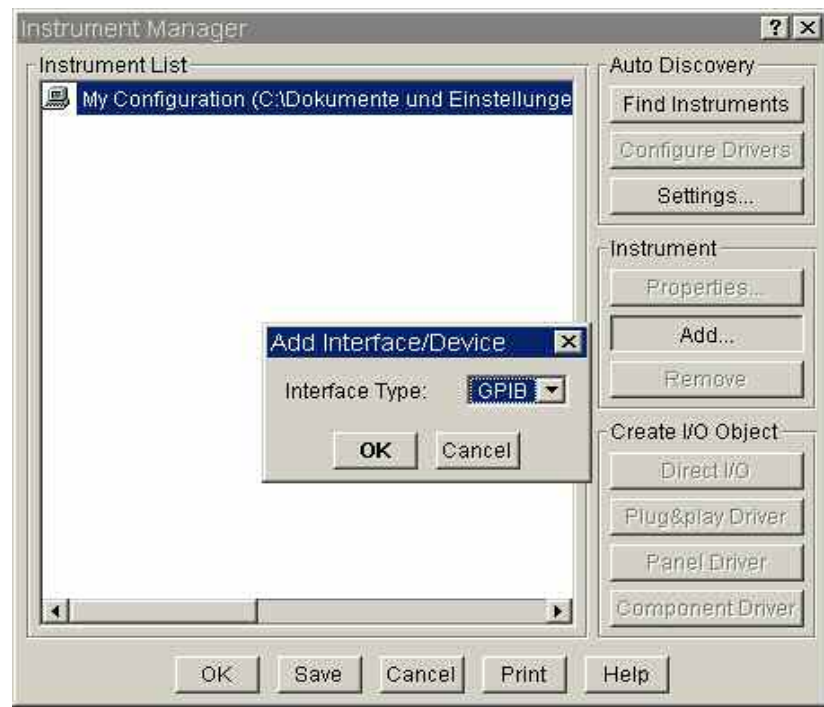 Instrument Manager
Instrument List
My Configuration (C:\Dokumente und Einstellunge
Auto Discovery
Find Instruments
Configure Drivers
Settings...
Instrument
Properties...
Add...
Remove
Create I/O Object
Direct I/O
Plug&play Driver
Panel Driver
Component Driver
Add Interface/Device
Interface Type: GPIB
OK Cancel
OK Save Cancel Print Help